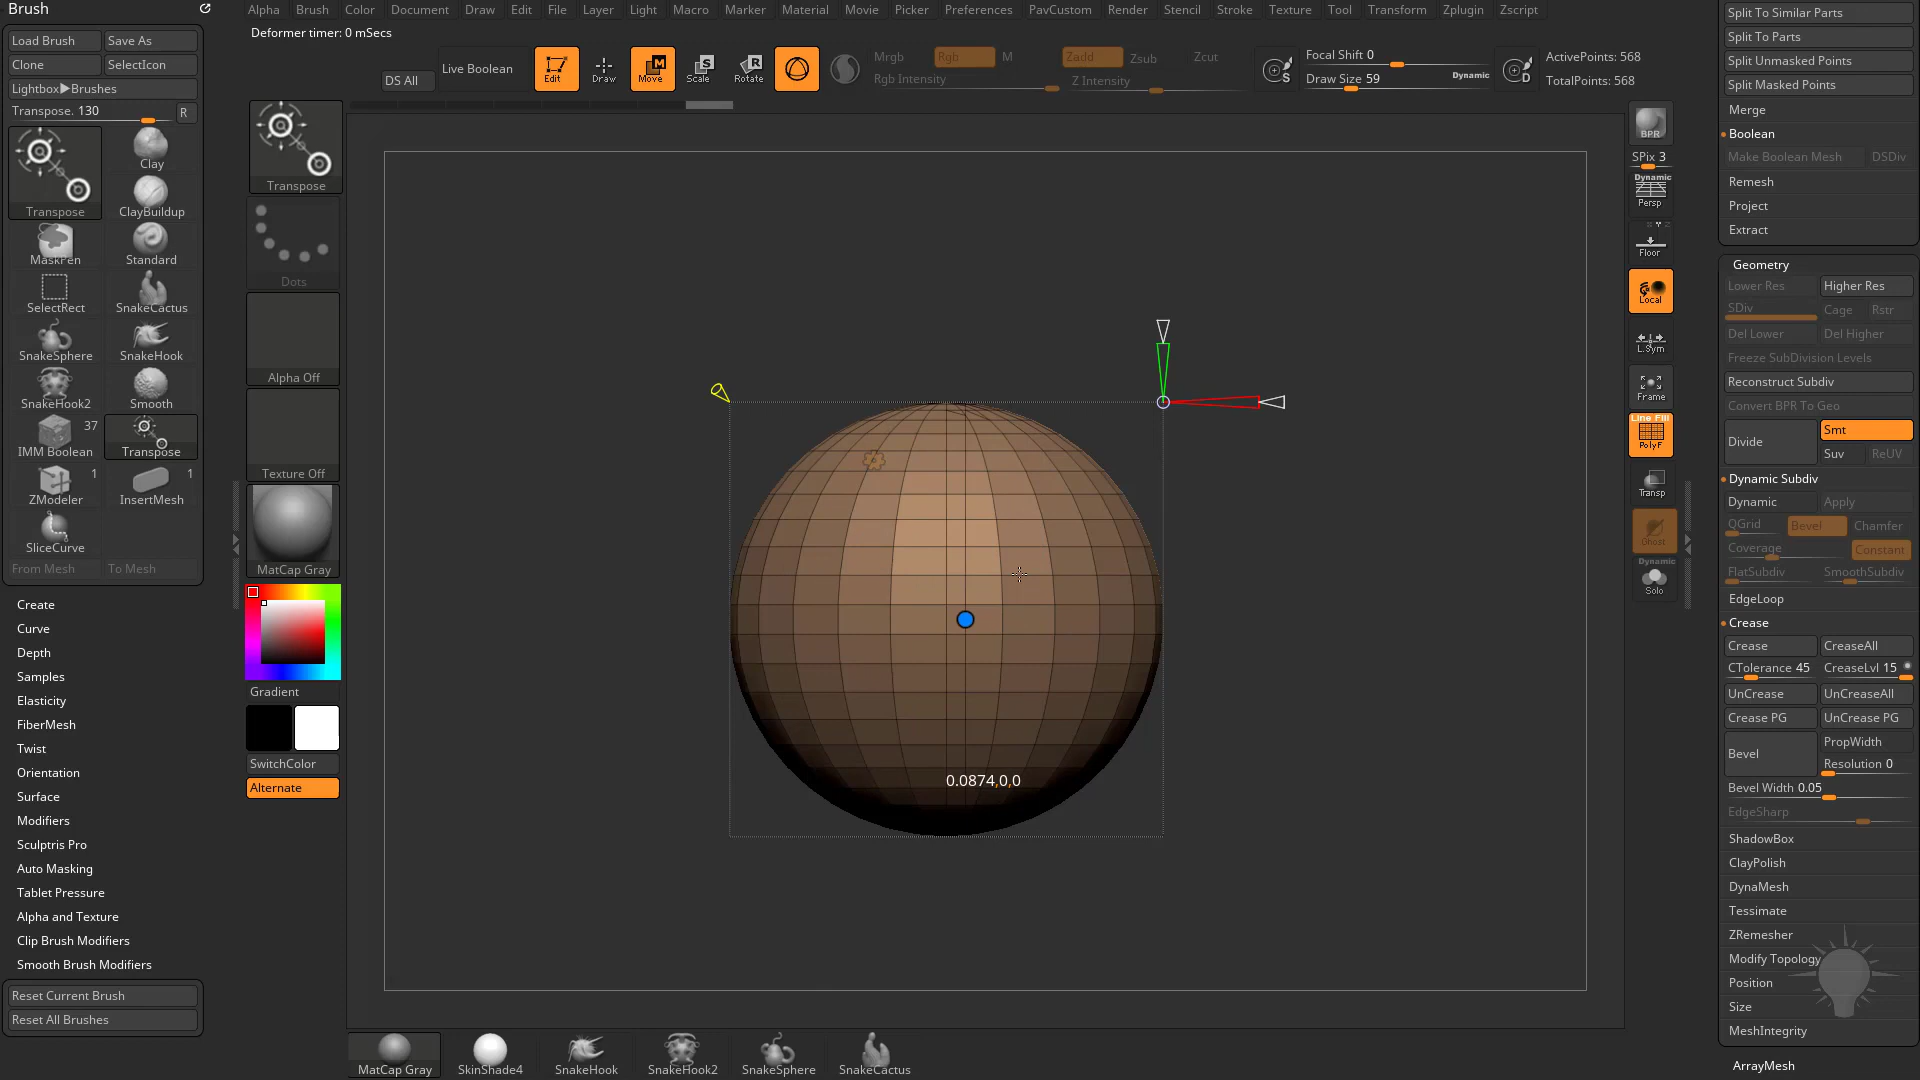 Brush
Alpha Brush Color Document Draw Edit File Layer Light Macro Marker Material Movie Picker Preferences PavCustom Render Stencil Stroke Texture Tool Transform Zplugin Zscript
Deformer timer: 0 mSecs
Load Brush Save As
Clone SelectIcon
Lightbox▶Brushes
Transpose. 130 R
DS All
Live Boolean
Edit Draw Move Scale Rotate
Mrgb Rgb M
Rgb Intensity
Zadd Zsub Zcut
Z Intensity
Focal Shift 0
Draw Size 59 Dynamic
ActivePoints: 568
TotalPoints: 568
Transpose
Clay
ClayBuildup
MaskPen Standard
SelectRect SnakeCactus
SnakeSphere SnakeHook
SnakeHook2 Smooth
37
IMM Boolean Transpose
1 1
ZModeler InsertMesh
SliceCurve
From Mesh To Mesh
Create
Curve
Depth
Samples
Elasticity
FiberMesh
Twist
Orientation
Surface
Modifiers
Sculptris Pro
Auto Masking
Tablet Pressure
Alpha and Texture
Clip Brush Modifiers
Smooth Brush Modifiers
Reset Current Brush
Reset All Brushes
Transpose
Dots
Alpha Off
Texture Off
MatCap Gray
Gradient
SwitchColor
Alternate
0.0874,0,0
MatCap Gray SkinShade4 SnakeHook SnakeHook2 SnakeSphere SnakeCactus
BPR
SPix 3
Dynamic
Persp
Floor
Local
L.Sym
Frame
Line Fill
PolyF
Transp
Ghost
Dynamic
Solo
Split To Similar Parts
Split To Parts
Split Unmasked Points
Split Masked Points
Merge
Boolean
Make Boolean Mesh DSDiv
Remesh
Project
Extract
Geometry
Lower Res Higher Res
SDiv Cage Rstr
Del Lower Del Higher
Freeze SubDivision Levels
Reconstruct Subdiv
Convert BPR To Geo
Divide Smt
Suv ReUV
Dynamic Subdiv
Dynamic Apply
QGrid Bevel Chamfer
Coverage Constant
FlatSubdiv SmoothSubdiv
EdgeLoop
Crease
Crease CreaseAll
CTolerance 45 CreaseLvl 15
UnCrease UnCreaseAll
Crease PG UnCrease PG
Bevel PropWidth
Resolution 0
Bevel Width 0.05
EdgeSharp
ShadowBox
ClayPolish
DynaMesh
Tessimate
ZRemesher
Modify Topology
Position
Size
MeshIntegrity
ArrayMesh